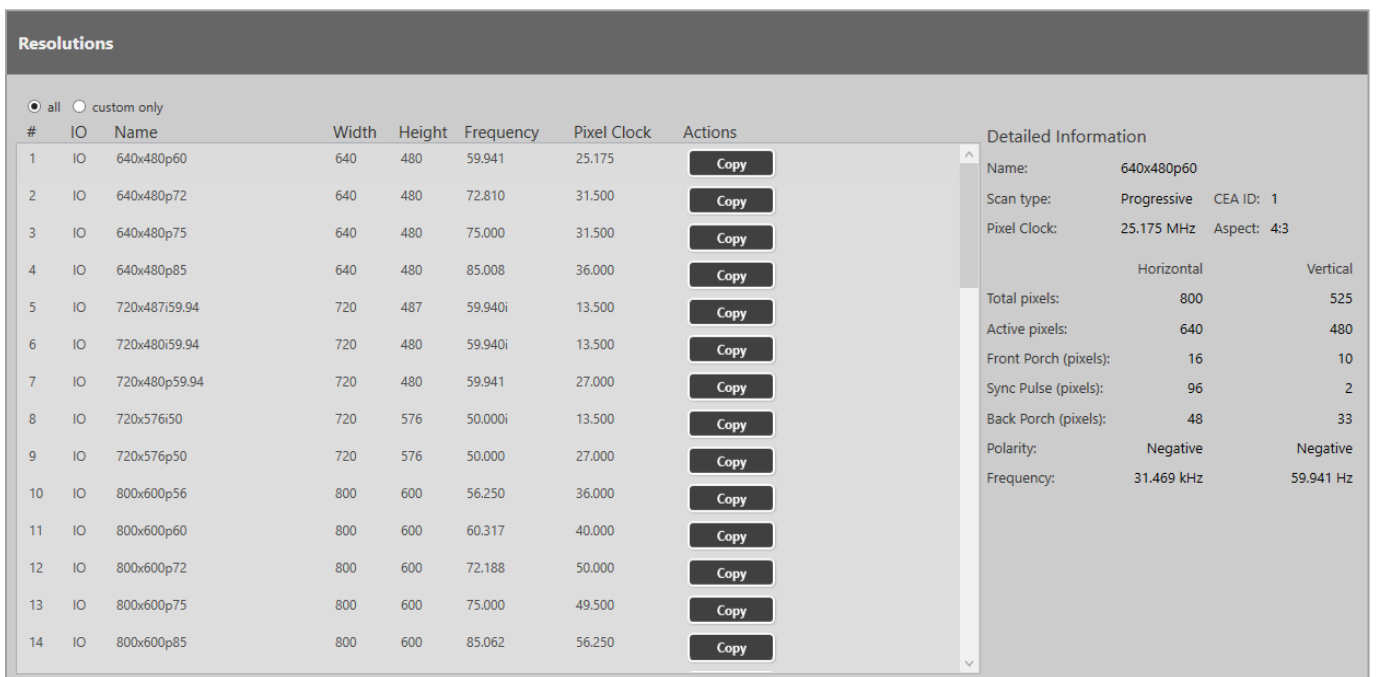 Resolutions
all custom only
# IO Name Width Height Frequency Pixel Clock Actions
1 IO 640x480p60 640 480 59.941 25.175 Copy
2 IO 640x480p72 640 480 72.810 31.500 Copy
3 IO 640x480p75 640 480 75.000 31.500 Copy
4 IO 640x480p85 640 480 85.008 36.000 Copy
5 IO 720x487i59.94 720 487 59.940i 13.500 Copy
6 IO 720x480i59.94 720 480 59.940i 13.500 Copy
7 IO 720x480p59.94 720 480 59.941 27.000 Copy
8 IO 720x576i50 720 576 50.000i 13.500 Copy
9 IO 720x576p50 720 576 50.000 27.000 Copy
10 IO 800x600p56 800 600 56.250 36.000 Copy
11 IO 800x600p60 800 600 60.317 40.000 Copy
12 IO 800x600p72 800 600 72.188 50.000 Copy
13 IO 800x600p75 800 600 75.000 49.500 Copy
14 IO 800x600p85 800 600 85.062 56.250 Copy
Detailed Information
Name: 640x480p60
Scan type: Progressive CEA ID: 1
Pixel Clock: 25.175 MHz Aspect: 4:3
Horizontal Vertical
Total pixels: 800 525
Active pixels: 640 480
Front Porch (pixels): 16 10
Sync Pulse (pixels): 96 2
Back Porch (pixels): 48 33
Polarity: Negative Negative
Frequency: 31.469 kHz 59.941 Hz